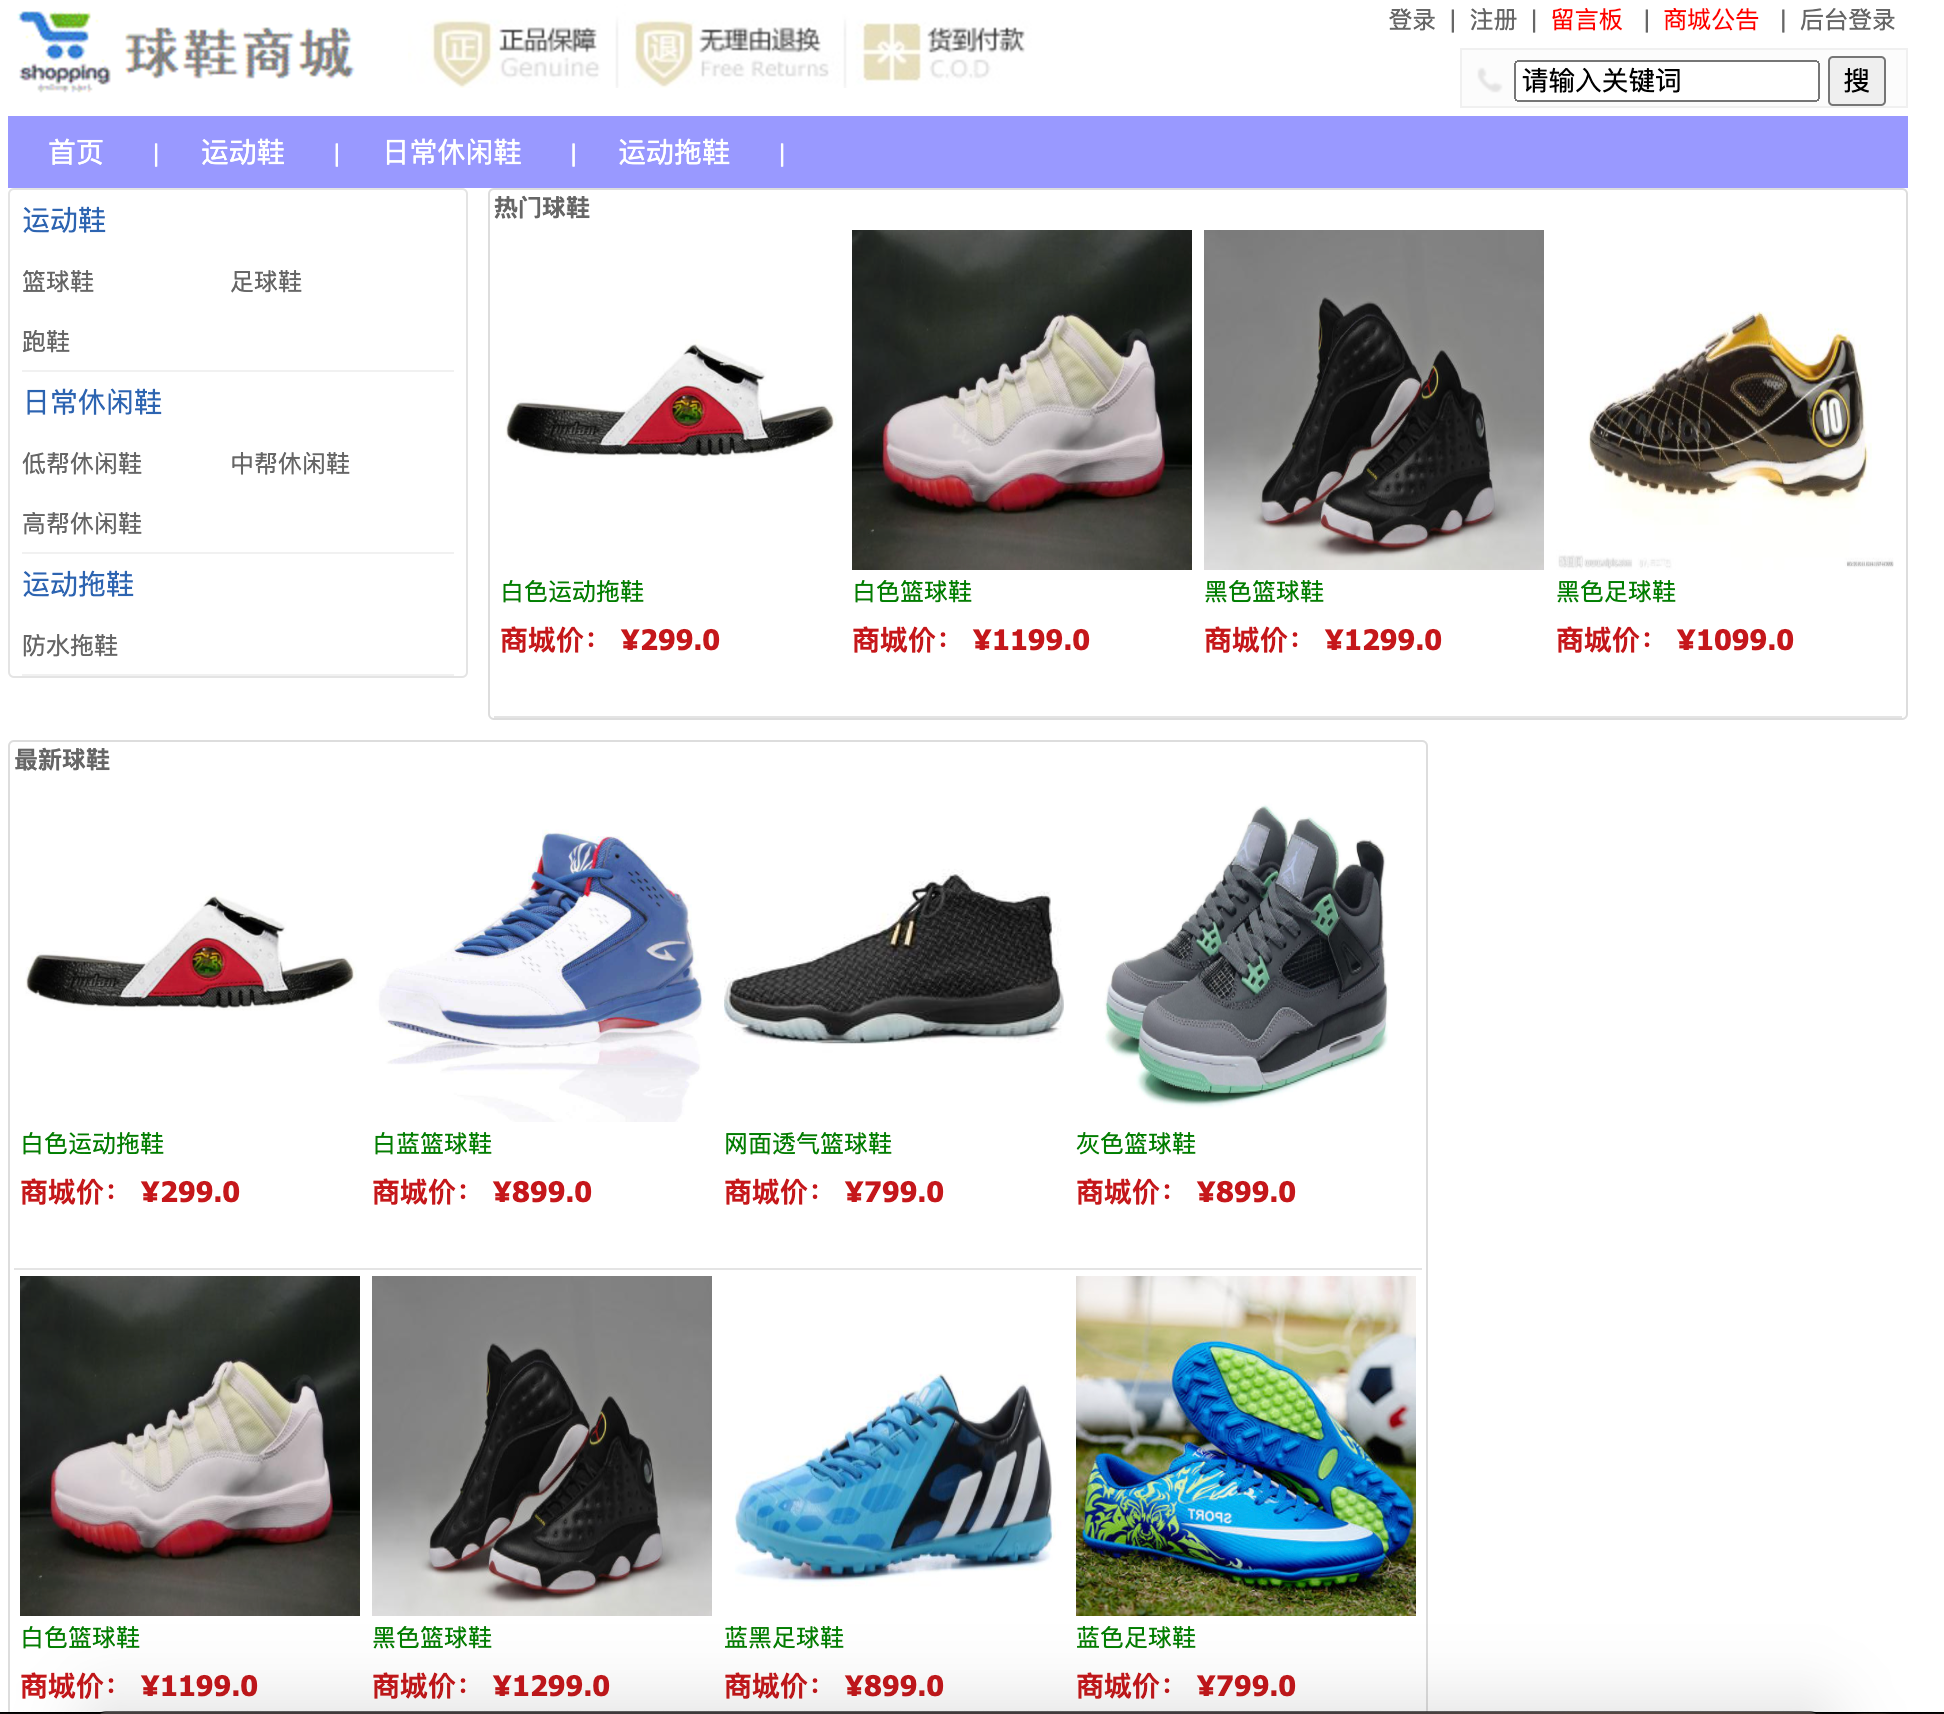 shopping 球鞋商城
正品保障 Genuine
无理由退换 Free Returns
货到付款 C.O.D
登录 | 注册 | 留言板 | 商城公告 | 后台登录
请输入关键词 搜
首页 | 运动鞋 | 日常休闲鞋 | 运动拖鞋 |
运动鞋
篮球鞋 足球鞋
跑鞋
日常休闲鞋
低帮休闲鞋 中帮休闲鞋
高帮休闲鞋
运动拖鞋
防水拖鞋
热门球鞋
10
白色运动拖鞋 白色篮球鞋 黑色篮球鞋 黑色足球鞋
商城价： ¥299.0 商城价： ¥1199.0 商城价： ¥1299.0 商城价： ¥1099.0
最新球鞋
白色运动拖鞋 白蓝篮球鞋 网面透气篮球鞋 灰色篮球鞋
商城价： ¥299.0 商城价： ¥899.0 商城价： ¥799.0 商城价： ¥899.0
SPORT
白色篮球鞋 黑色篮球鞋 蓝黑足球鞋 蓝色足球鞋
商城价： ¥1199.0 商城价： ¥1299.0 商城价： ¥899.0 商城价： ¥799.0